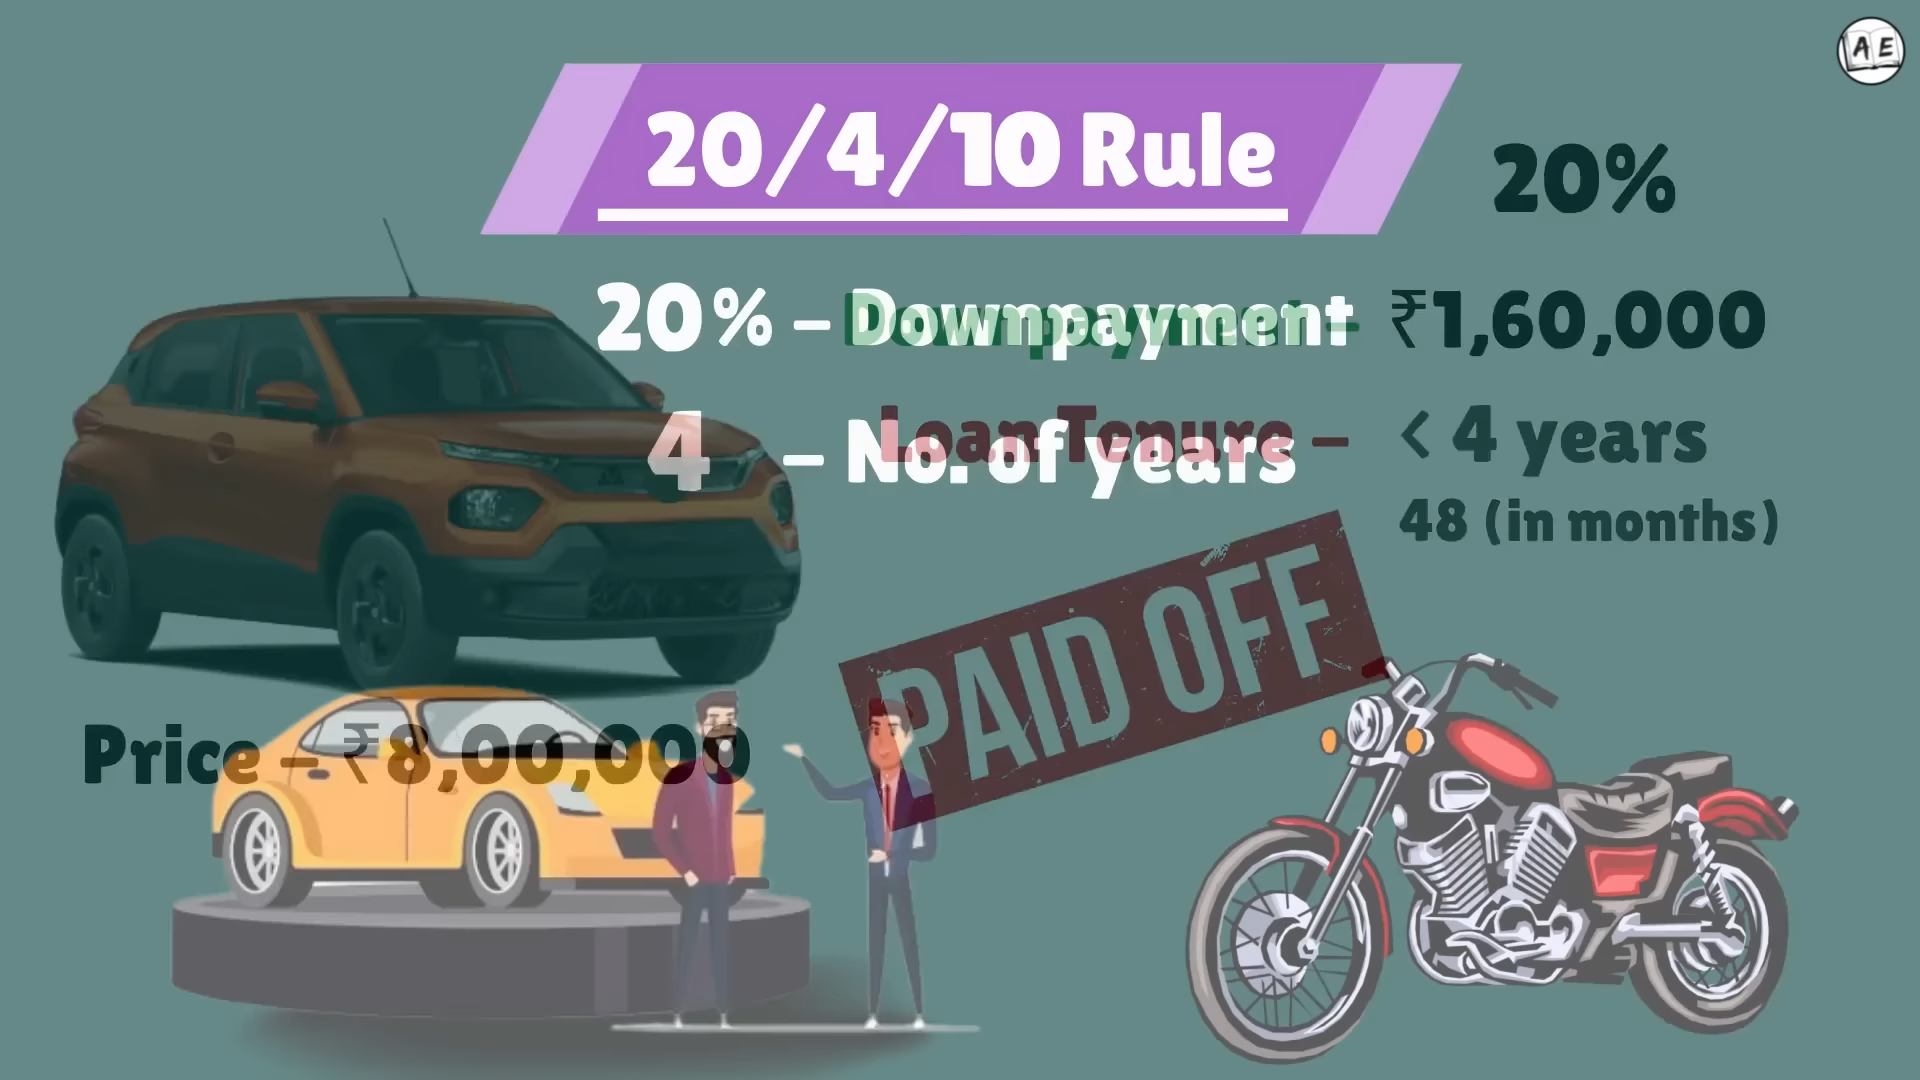 AE
20/4/10 Rule
20%
20% – Downpayment
Downpayment – ₹1,60,000
4 – No. of years
Loan Tenure – < 4 years
48 (in months)
PAID OFF
Price – ₹8,00,000